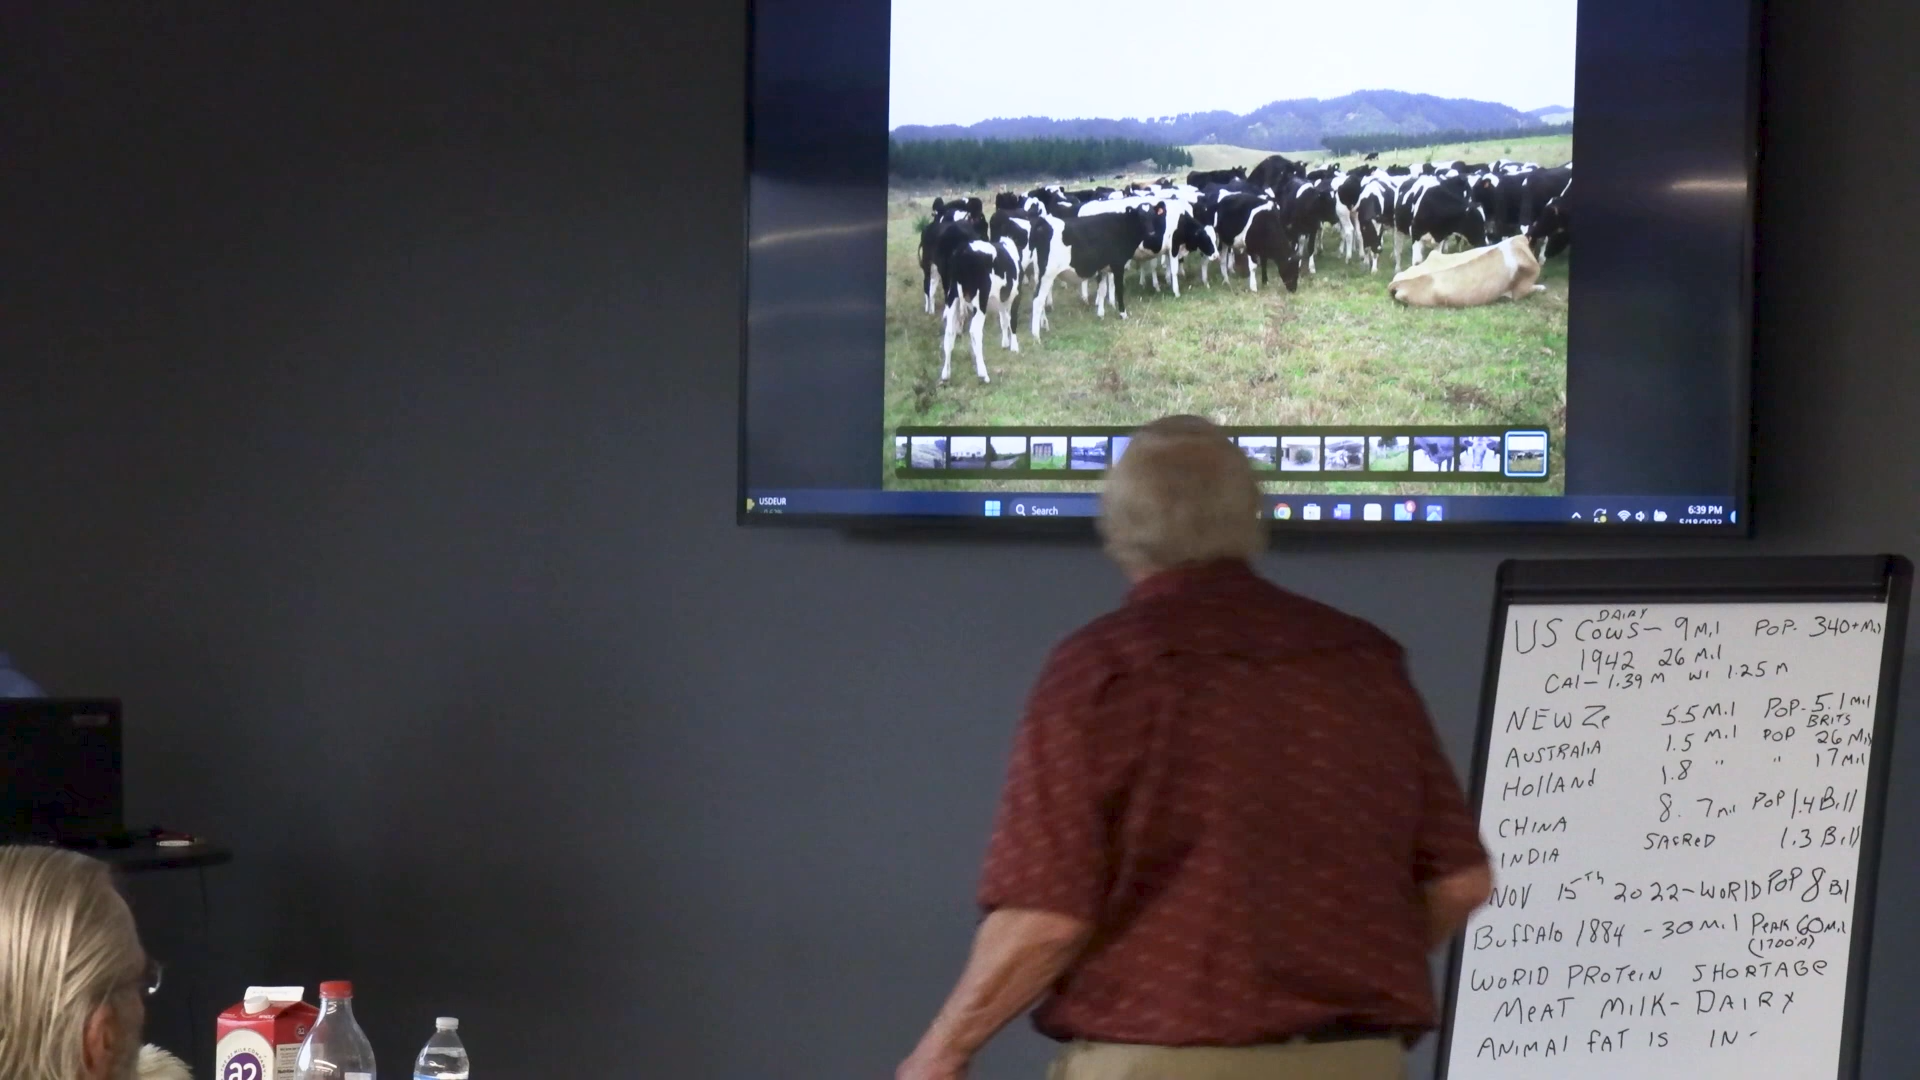 USDEUR
Search
6:39 PM
5/18/2023
DAIRY
US COWS - 9 MIL POP. 340+ MIL
1942 26 MIL
CAL - 1.39 M WI 1.25 M
NEW Ze 5.5 MIL POP - 5.1 MIL
BRITS
AUSTRALIA 1.5 MIL POP 26 MIL
HOLLAND 1.8 " " 17 MIL
CHINA 8.7 MIL POP 1.4 BILL
INDIA SACRED 1.3 BILL
NOV 15TH 2022 - WORLD POP 8 BIL
BUFFALO 1884 - 30 MIL PEAK 60 MIL
(1700'S)
WORLD PROTEIN SHORTAGE
MEAT MILK - DAIRY
ANIMAL FAT IS IN -
a2